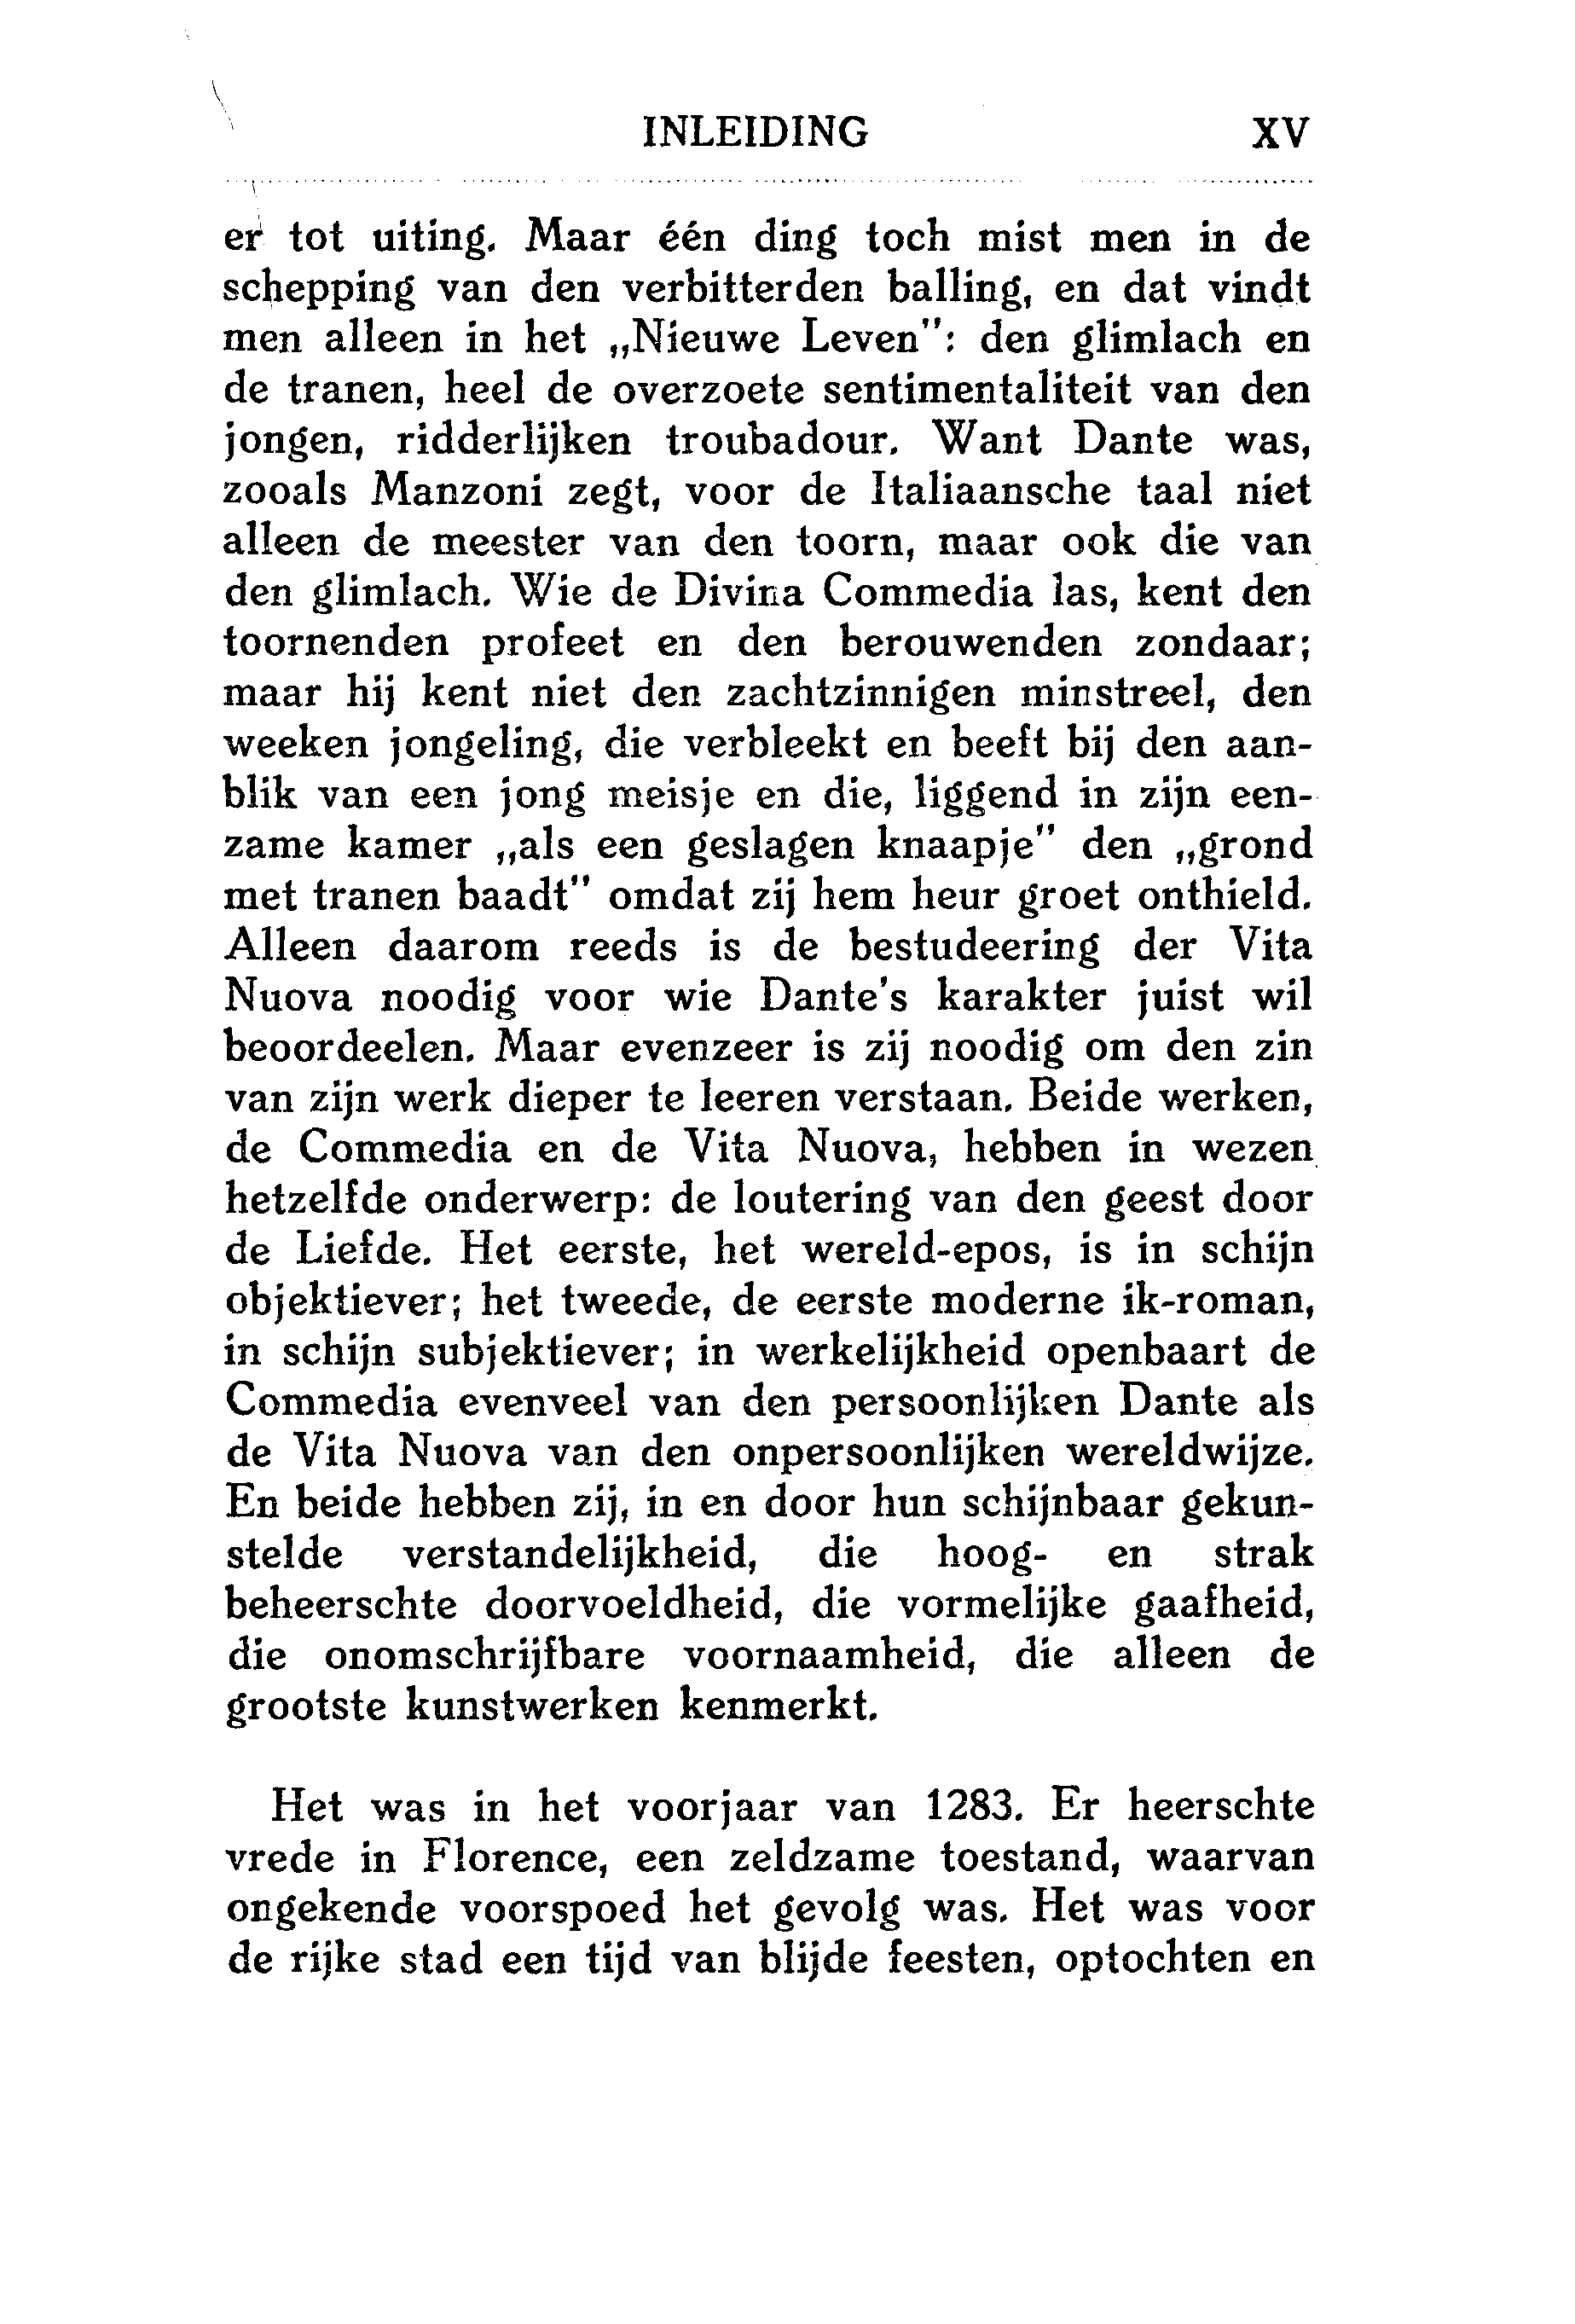 INLEIDING XV
er tot uiting. Maar één ding toch mist men in de
schepping van den verbitterden balling, en dat vindt
men alleen in het „Nieuwe Leven": den glimlach en
de tranen, heel de overzoete sentimentaliteit van den
jongen, ridderlijken troubadour. Want Dante was,
zooals Manzoni zegt, voor de Italiaansche taal niet
alleen de meester van den toorn, maar ook die van
den glimlach. Wie de Divina Commedia las, kent den
toornenden profeet en den berouwenden zondaar;
maar hij kent niet den zachtzinnigen minstreel, den
weeken jongeling, die verbleekt en beeft bij den aan-
blik van een jong meisje en die, liggend in zijn een-
zame kamer „als een geslagen knaapje" den „grond
met tranen baadt" omdat zij hem heur groet onthield.
Alleen daarom reeds is de bestudeering der Vita
Nuova noodig voor wie Dante's karakter juist wil
beoordeelen. Maar evenzeer is zij noodig om den zin
van zijn werk dieper te leeren verstaan. Beide werken,
de Commedia en de Vita Nuova, hebben in wezen
hetzelfde onderwerp: de loutering van den geest door
de Liefde. Het eerste, het wereld-epos, is in schijn
objektiever; het tweede, de eerste moderne ik-roman,
in schijn subjektiever; in werkelijkheid openbaart de
Commedia evenveel van den persoonlijken Dante als
de Vita Nuova van den onpersoonlijken wereldwijze.
En beide hebben zij, in en door hun schijnbaar gekun-
stelde verstandelijkheid, die hoog- en strak
beheerschte doorvoeldheid, die vormelijke gaafheid,
die onomschrijfbare voornaamheid, die alleen de
grootste kunstwerken kenmerkt.
Het was in het voorjaar van 1283. Er heerschte
vrede in Florence, een zeldzame toestand, waarvan
ongekende voorspoed het gevolg was. Het was voor
de rijke stad een tijd van blijde feesten, optochten en